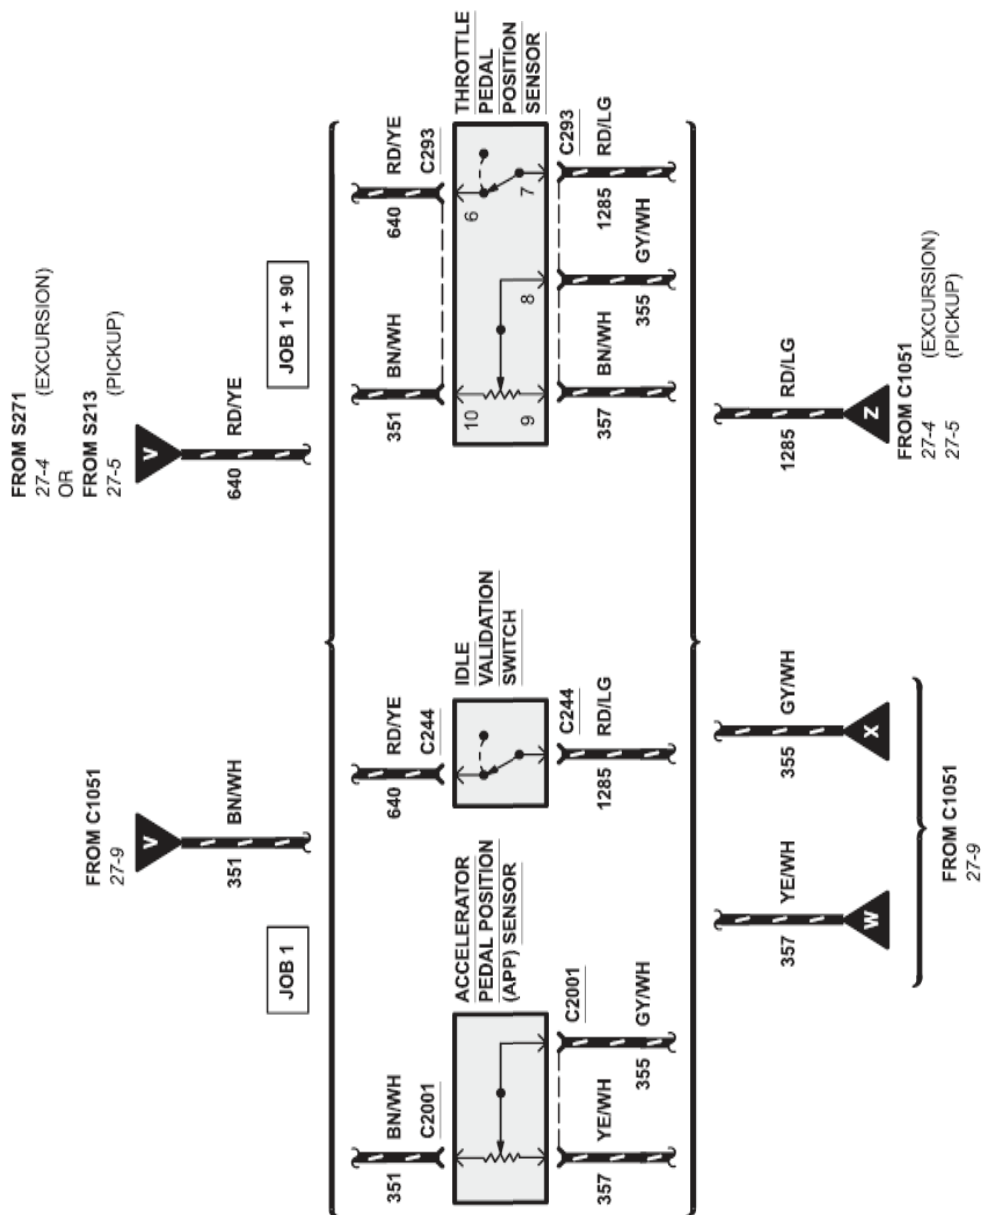 FROM S271
27-4 (EXCURSION)
OR
FROM S213
27-5 (PICKUP)
FROM C1051
27-9
V
V
351 BN/WH
640 RD/YE
JOB 1
JOB 1 + 90
351 BN/WH
C2001
640 RD/YE
C244
351 BN/WH
640 RD/YE
C293
ACCELERATOR
PEDAL POSITION
(APP) SENSOR
IDLE
VALIDATION
SWITCH
THROTTLE
PEDAL
POSITION
SENSOR
10
6
9
8
7
C2001
357 YE/WH
355 GY/WH
C244
1285 RD/LG
C293
357 BN/WH
355 GY/WH
1285 RD/LG
357 YE/WH
355 GY/WH
1285 RD/LG
W
X
Z
FROM C1051
27-4 (EXCURSION)
27-5 (PICKUP)
FROM C1051
27-9